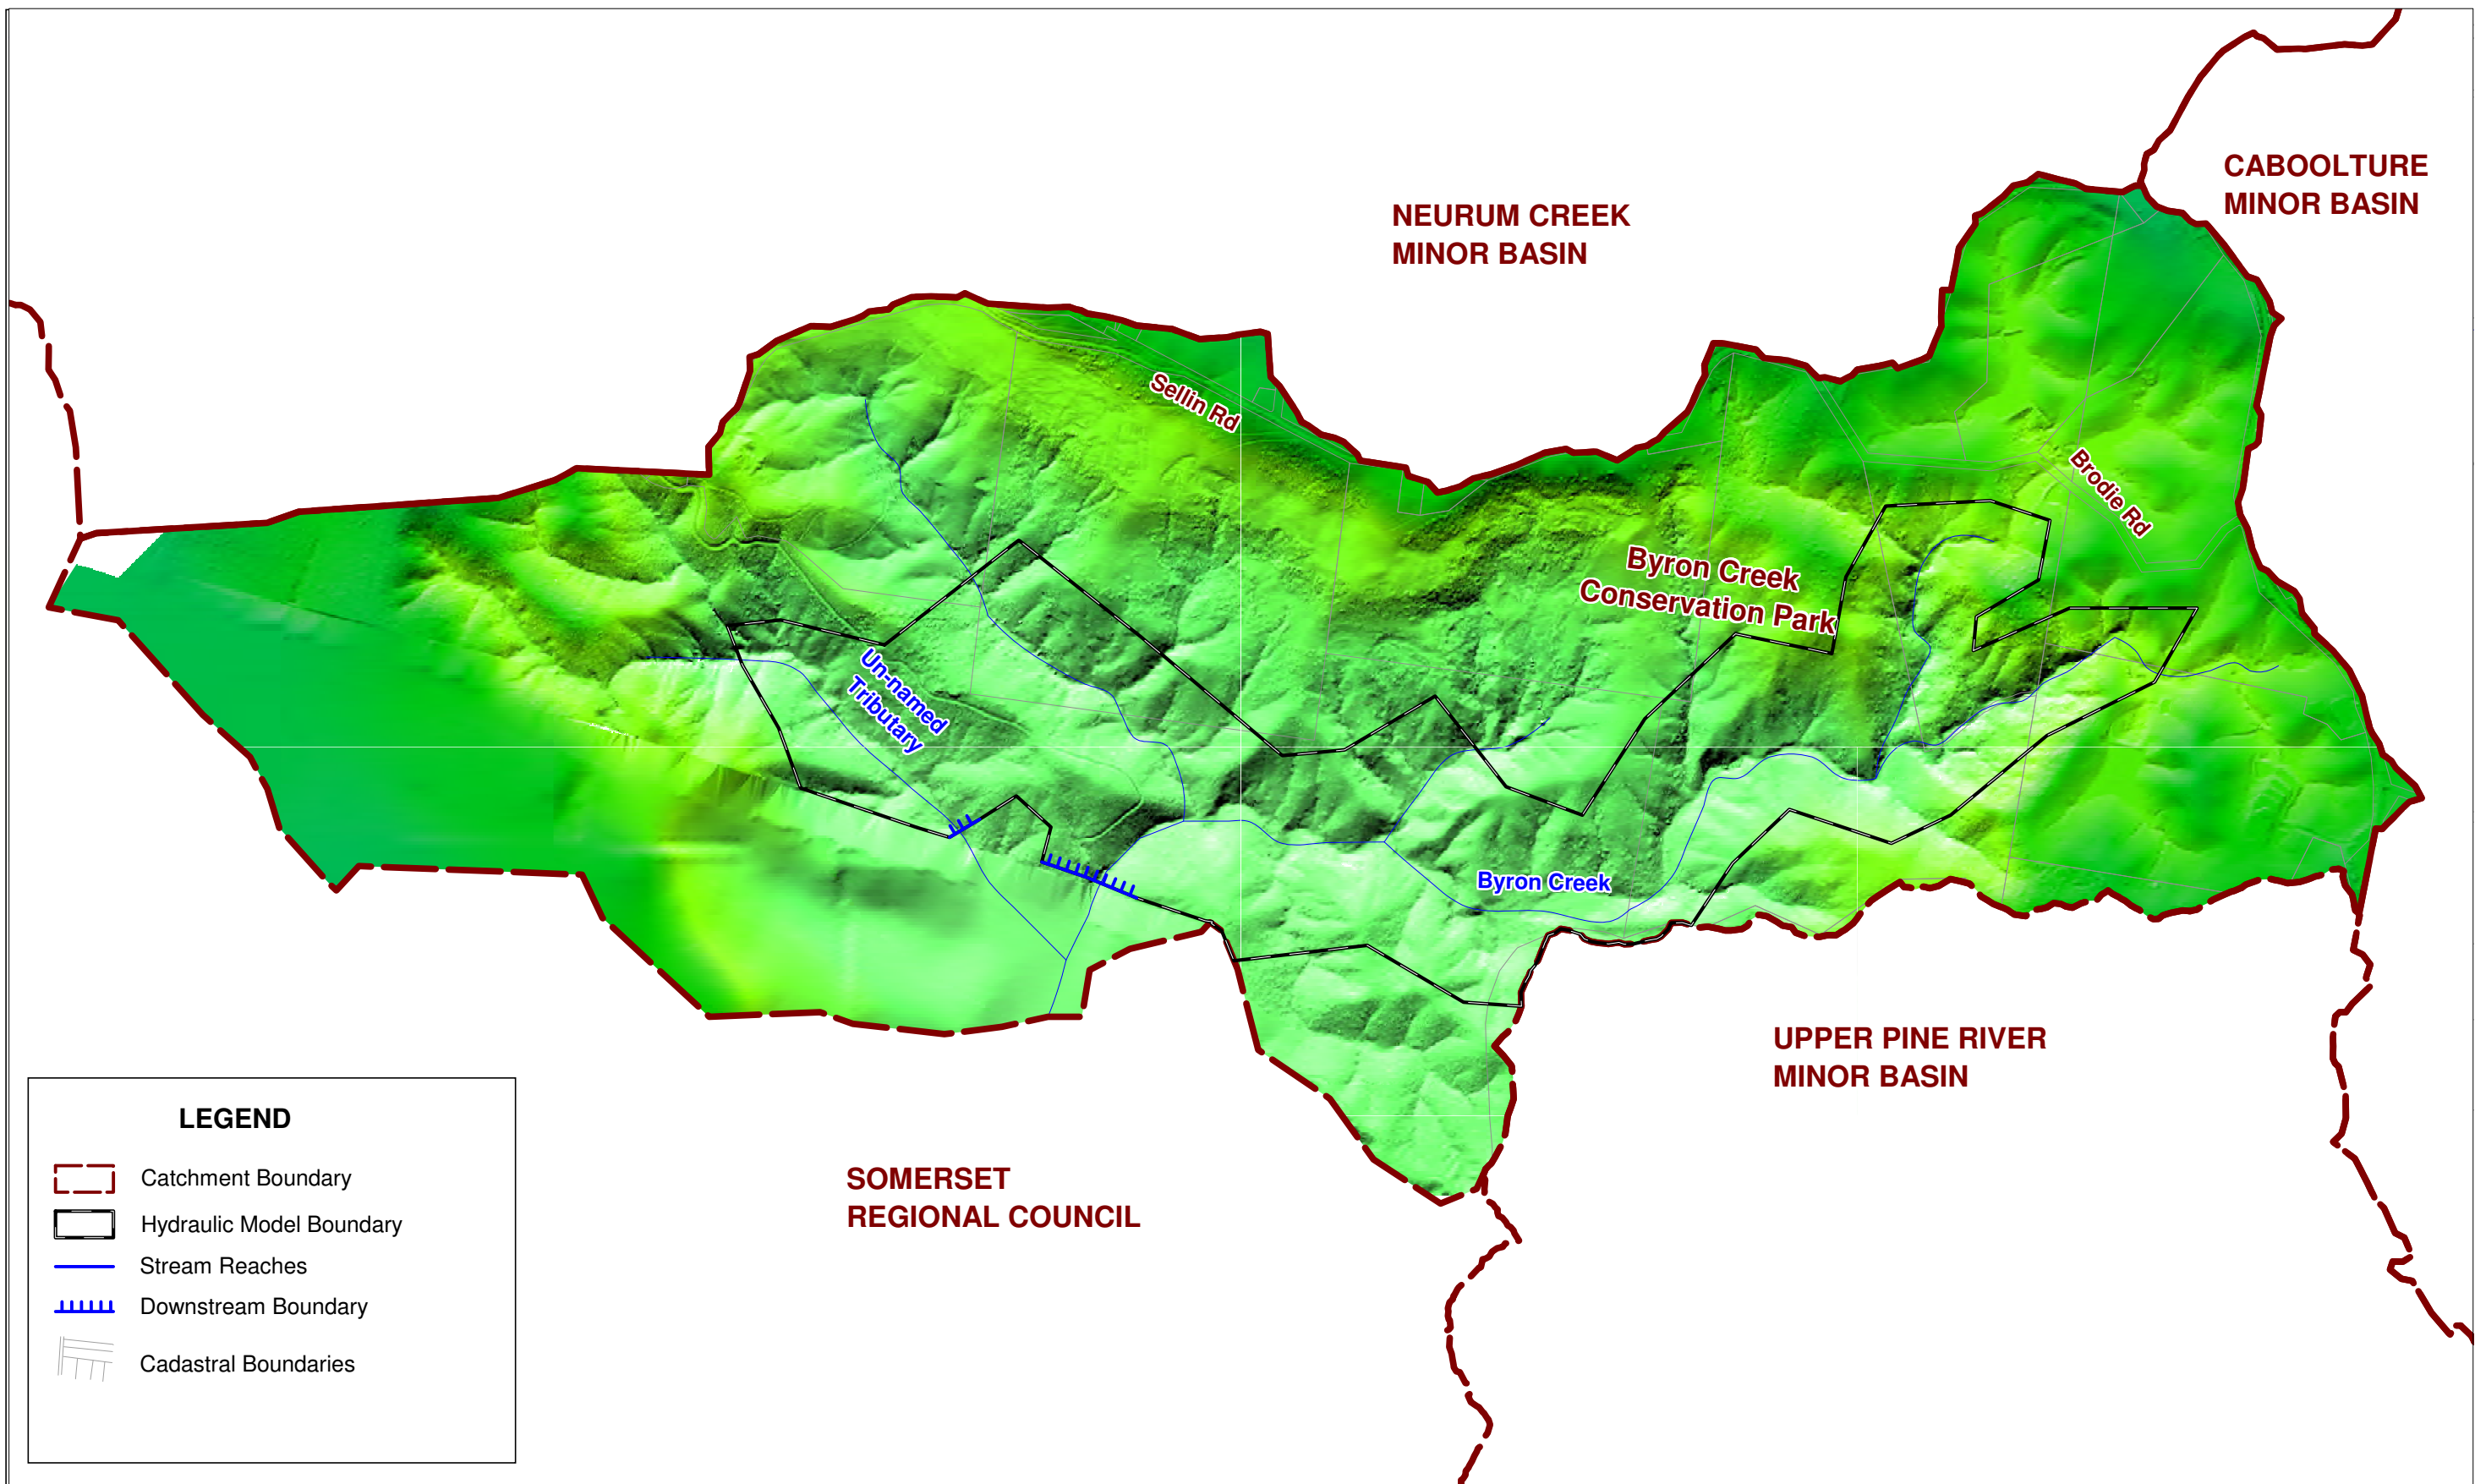 CABOOLTURE
MINOR BASIN
NEURUM CREEK
MINOR BASIN
Sellin Rd
Brodie Rd
Byron Creek
Conservation Park
Un-named
Tributary
Byron Creek
UPPER PINE RIVER
MINOR BASIN
SOMERSET
REGIONAL COUNCIL
LEGEND
Catchment Boundary
Hydraulic Model Boundary
Stream Reaches
Downstream Boundary
Cadastral Boundaries